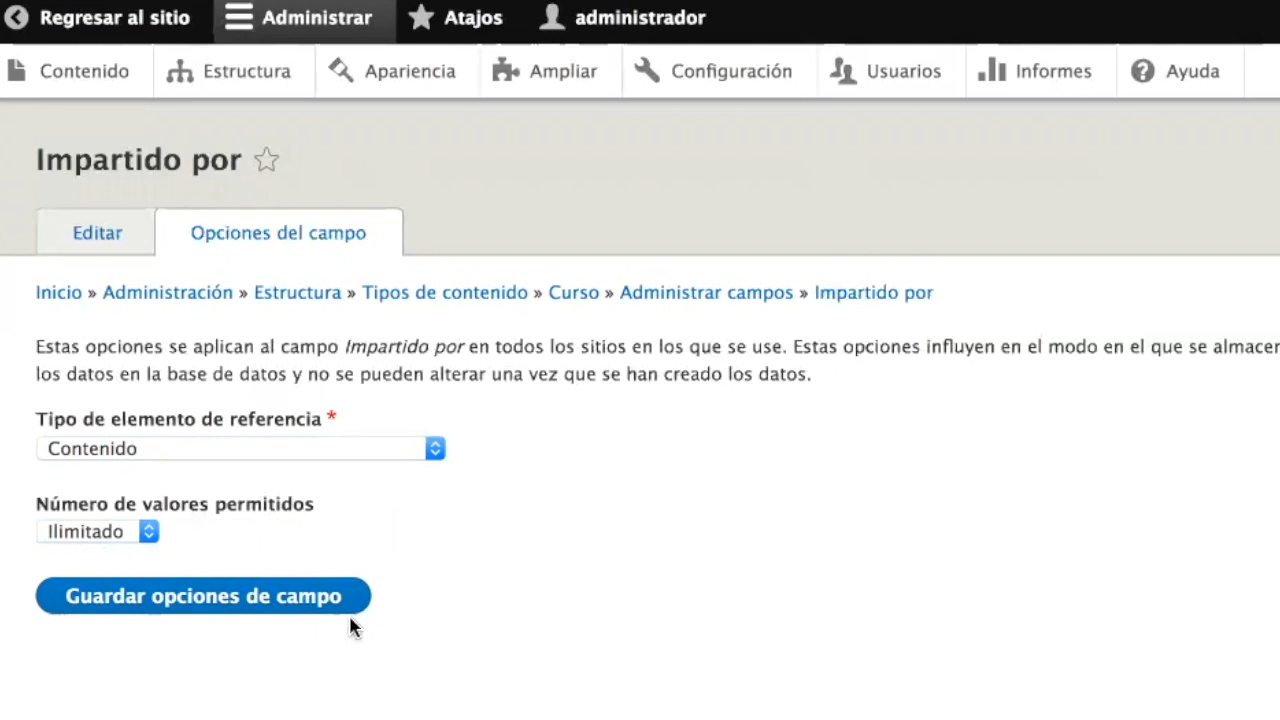 Regresar al sitio Administrar Atajos administrador
Contenido Estructura Apariencia Ampliar Configuración Usuarios Informes Ayuda
Impartido por
Editar Opciones del campo
Inicio » Administración » Estructura » Tipos de contenido » Curso » Administrar campos » Impartido por
Estas opciones se aplican al campo Impartido por en todos los sitios en los que se use. Estas opciones influyen en el modo en el que se almacen
los datos en la base de datos y no se pueden alterar una vez que se han creado los datos.
Tipo de elemento de referencia *
Contenido
Número de valores permitidos
Ilimitado
Guardar opciones de campo